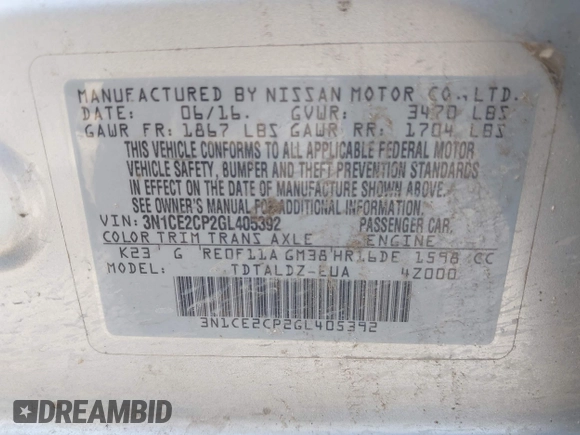 MANUFACTURED BY NISSAN MOTOR CO., LTD.
DATE: 06/16. GVWR: 3470 LBS
GAWR FR: 1867 LBS GAWR RR: 1704 LBS
THIS VEHICLE CONFORMS TO ALL APPLICABLE FEDERAL MOTOR
VEHICLE SAFETY, BUMPER AND THEFT PREVENTION STANDARDS
IN EFFECT ON THE DATE OF MANUFACTURE SHOWN ABOVE.
SEE OWNER'S MANUAL FOR ADDITIONAL INFORMATION.
VIN: 3N1CE2CP2GL405392 PASSENGER CAR.
COLOR TRIM TRANS AXLE ENGINE
K23 G RE0F11A GM38 HR16DE 1598 CC
MODEL: TDTALDZ-EUA 4Z000
3N1CE2CP2GL405392
DREAMBID